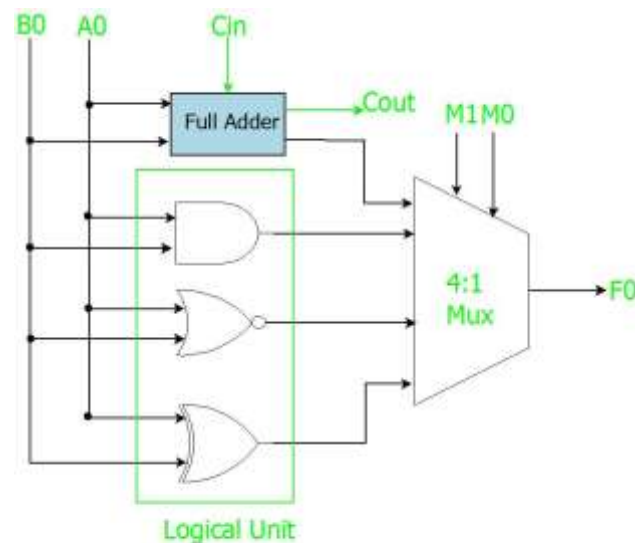 B0 A0 Cin
Full Adder
Cout
M1M0
4:1
Mux
F0
Logical Unit